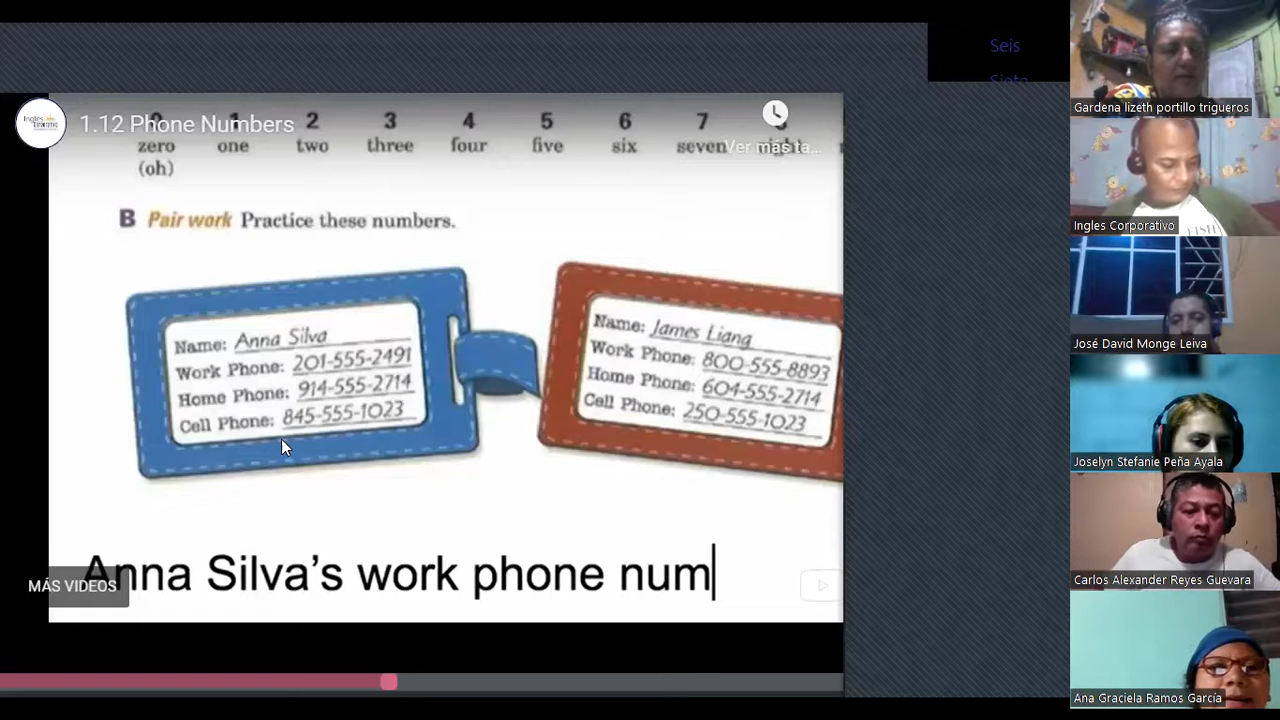 Seis
Siete
1.12 Phone Numbers
2 3 4 5 6 7
zero one two three four five six seven
(oh)
Ver más ta...
B Pair work Practice these numbers.
Name: Anna Silva
Work Phone: 201-555-2491
Home Phone: 914-555-2714
Cell Phone: 845-555-1023
Name: James Liang
Work Phone: 800-555-8893
Home Phone: 604-555-2714
Cell Phone: 250-555-1023
Anna Silva's work phone num
MÁS VIDEOS
Gardena lizeth portillo trigueros
Ingles Corporativo
José David Monge Leiva
Joselyn Stefanie Peña Ayala
Carlos Alexander Reyes Guevara
Ana Graciela Ramos García